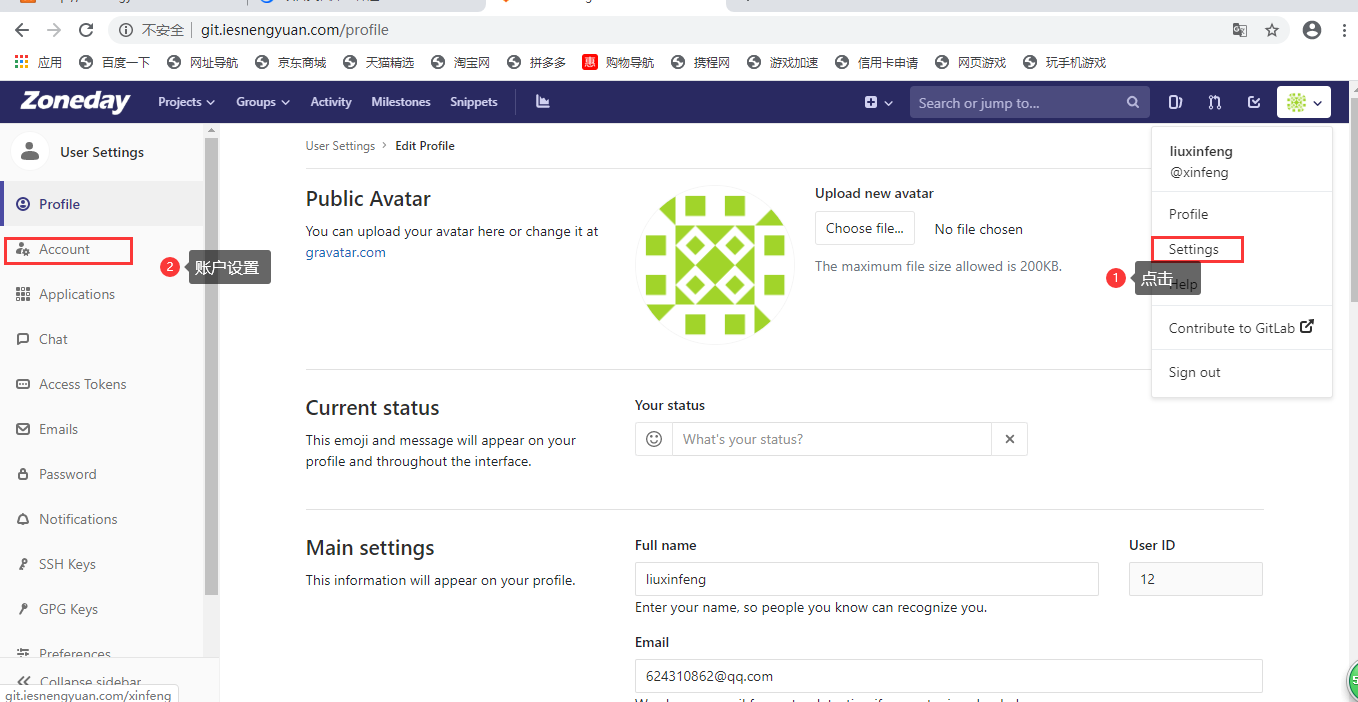 不安全 git.iesnengyuan.com/profile
应用 百度一下 网址导航 京东商城 天猫精选 淘宝网 拼多多 惠 购物导航 携程网 游戏加速 信用卡申请 网页游戏 玩手机游戏
Zoneday Projects Groups Activity Milestones Snippets Search or jump to...
User Settings
Profile
Account
2 账户设置
Applications
Chat
Access Tokens
Emails
Password
Notifications
SSH Keys
GPG Keys
Preferences
Collapse sidebar
git.iesnengyuan.com/xinfeng
User Settings > Edit Profile
Public Avatar
You can upload your avatar here or change it at
gravatar.com
Upload new avatar
Choose file... No file chosen
The maximum file size allowed is 200KB.
Current status
This emoji and message will appear on your
profile and throughout the interface.
Your status
What's your status?
Main settings
This information will appear on your profile.
Full name
liuxinfeng
Enter your name, so people you know can recognize you.
User ID
12
Email
624310862@qq.com
liuxinfeng
@xinfeng
Profile
Settings
1 点击
Help
Contribute to GitLab
Sign out